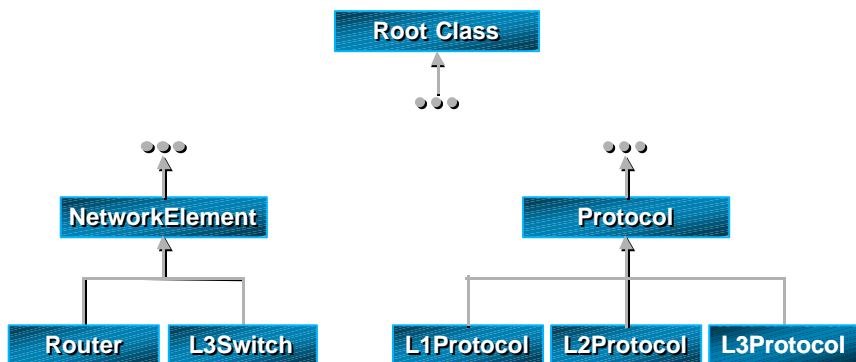 Root Class
NetworkElement
Protocol
Router
L3Switch
L1Protocol
L2Protocol
L3Protocol